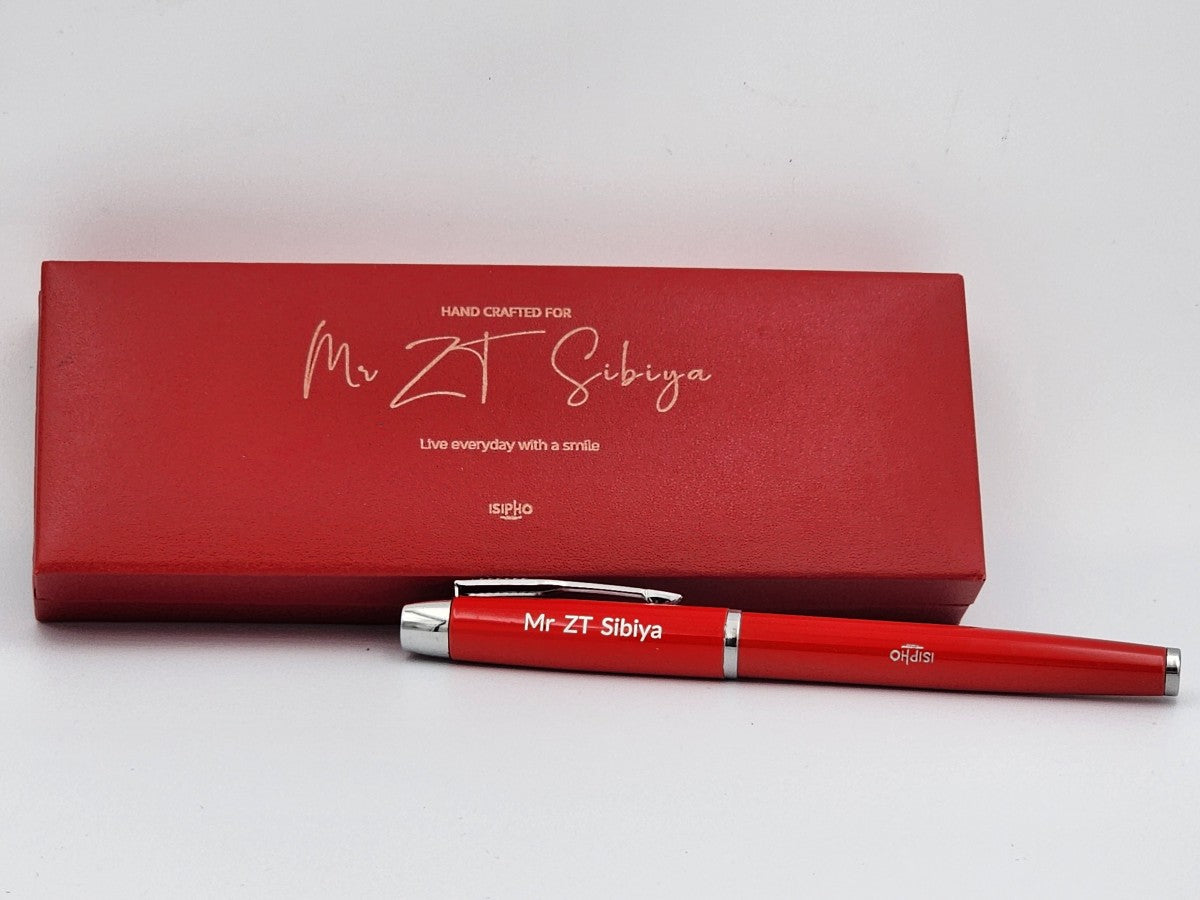 HAND CRAFTED FOR
Mr ZT Sibiya
Live everyday with a smile
ISIPHO
Mr ZT Sibiya
ISIPHO